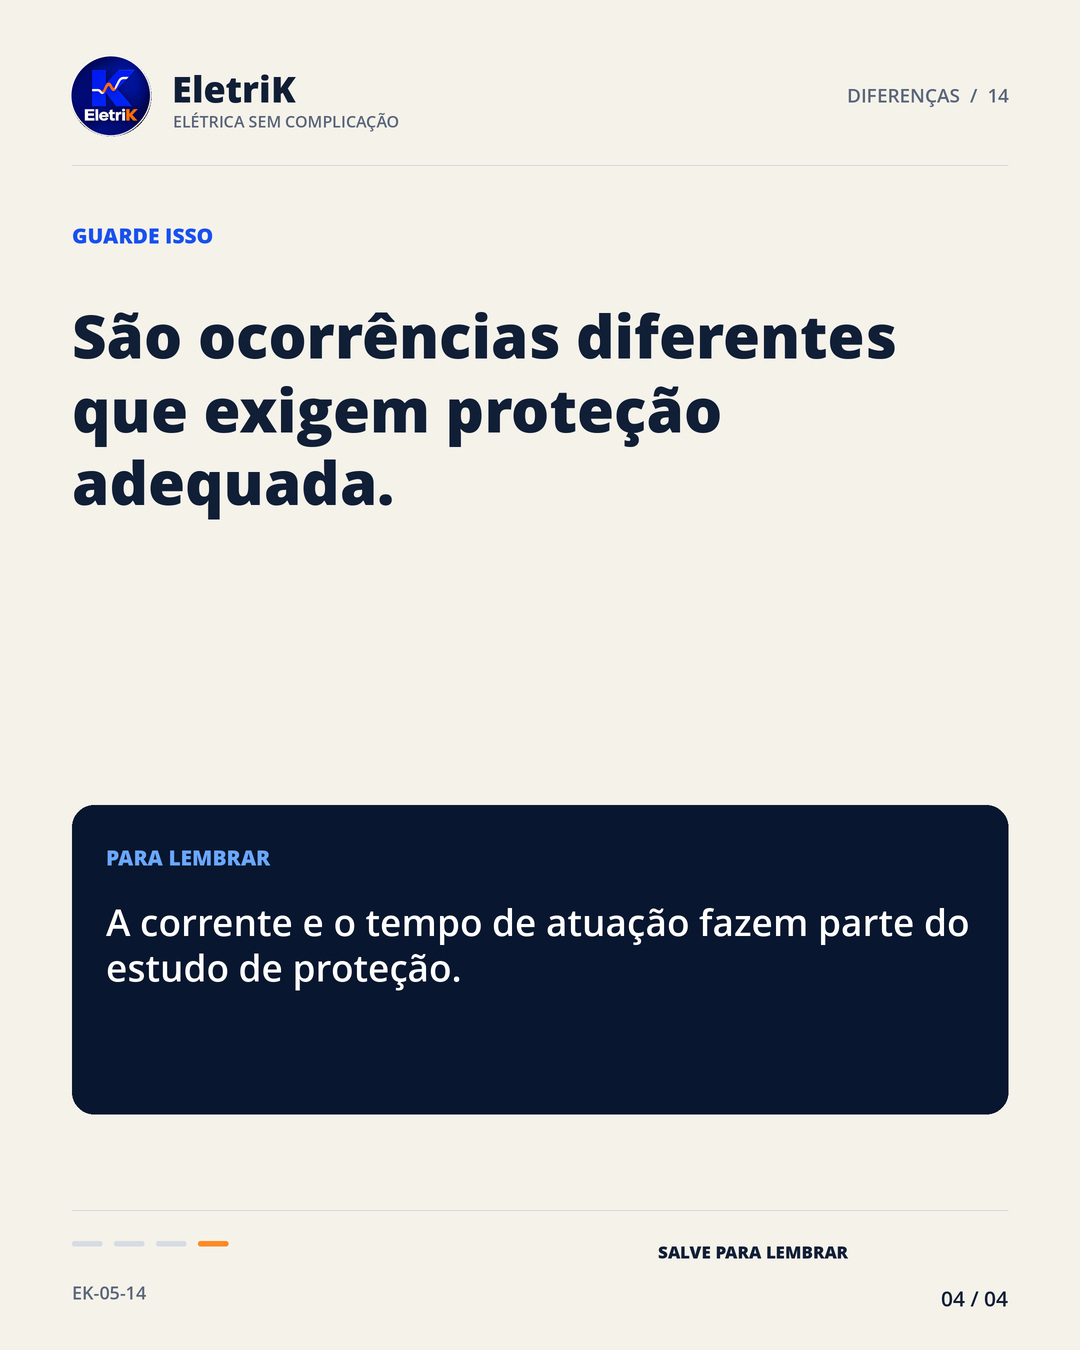 EletriK
EletriK
ELÉTRICA SEM COMPLICAÇÃO
DIFERENÇAS / 14
GUARDE ISSO
São ocorrências diferentes
que exigem proteção
adequada.
PARA LEMBRAR
A corrente e o tempo de atuação fazem parte do
estudo de proteção.
SALVE PARA LEMBRAR
EK-05-14
04 / 04